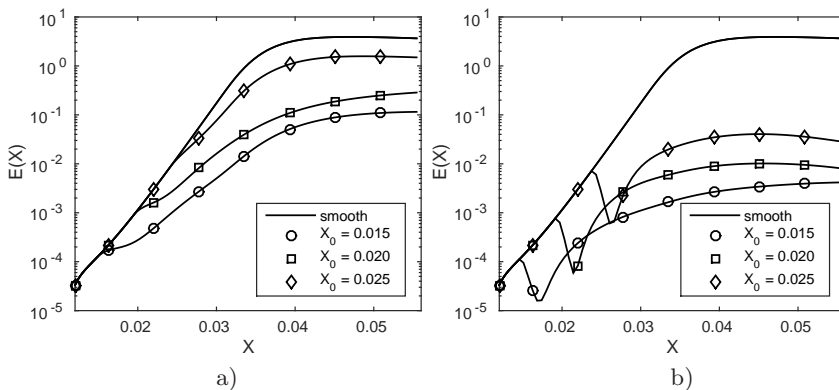 10^1
10^0
10^-1
10^-2
10^-3
10^-4
10^-5
E(X)
0.02 0.03 0.04 0.05
X
smooth
X_0 = 0.015
X_0 = 0.020
X_0 = 0.025
a)
10^1
10^0
10^-1
10^-2
10^-3
10^-4
10^-5
E(X)
0.02 0.03 0.04 0.05
X
smooth
X_0 = 0.015
X_0 = 0.020
X_0 = 0.025
b)